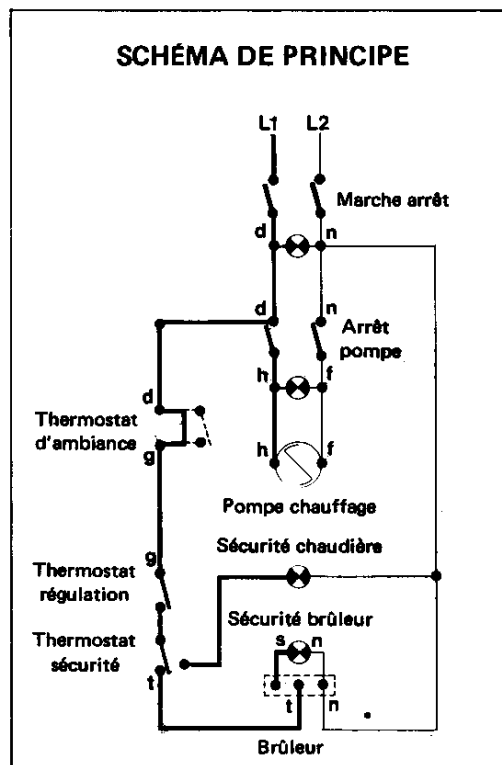 SCHÉMA DE PRINCIPE
L1 L2
Marche arrêt
d n
d n
Arrêt
pompe
h f
d
Thermostat
d'ambiance
g
h f
Pompe chauffage
Sécurité chaudière
g
Thermostat
régulation
Sécurité brûleur
Thermostat
sécurité
s n
t
t n
Brûleur